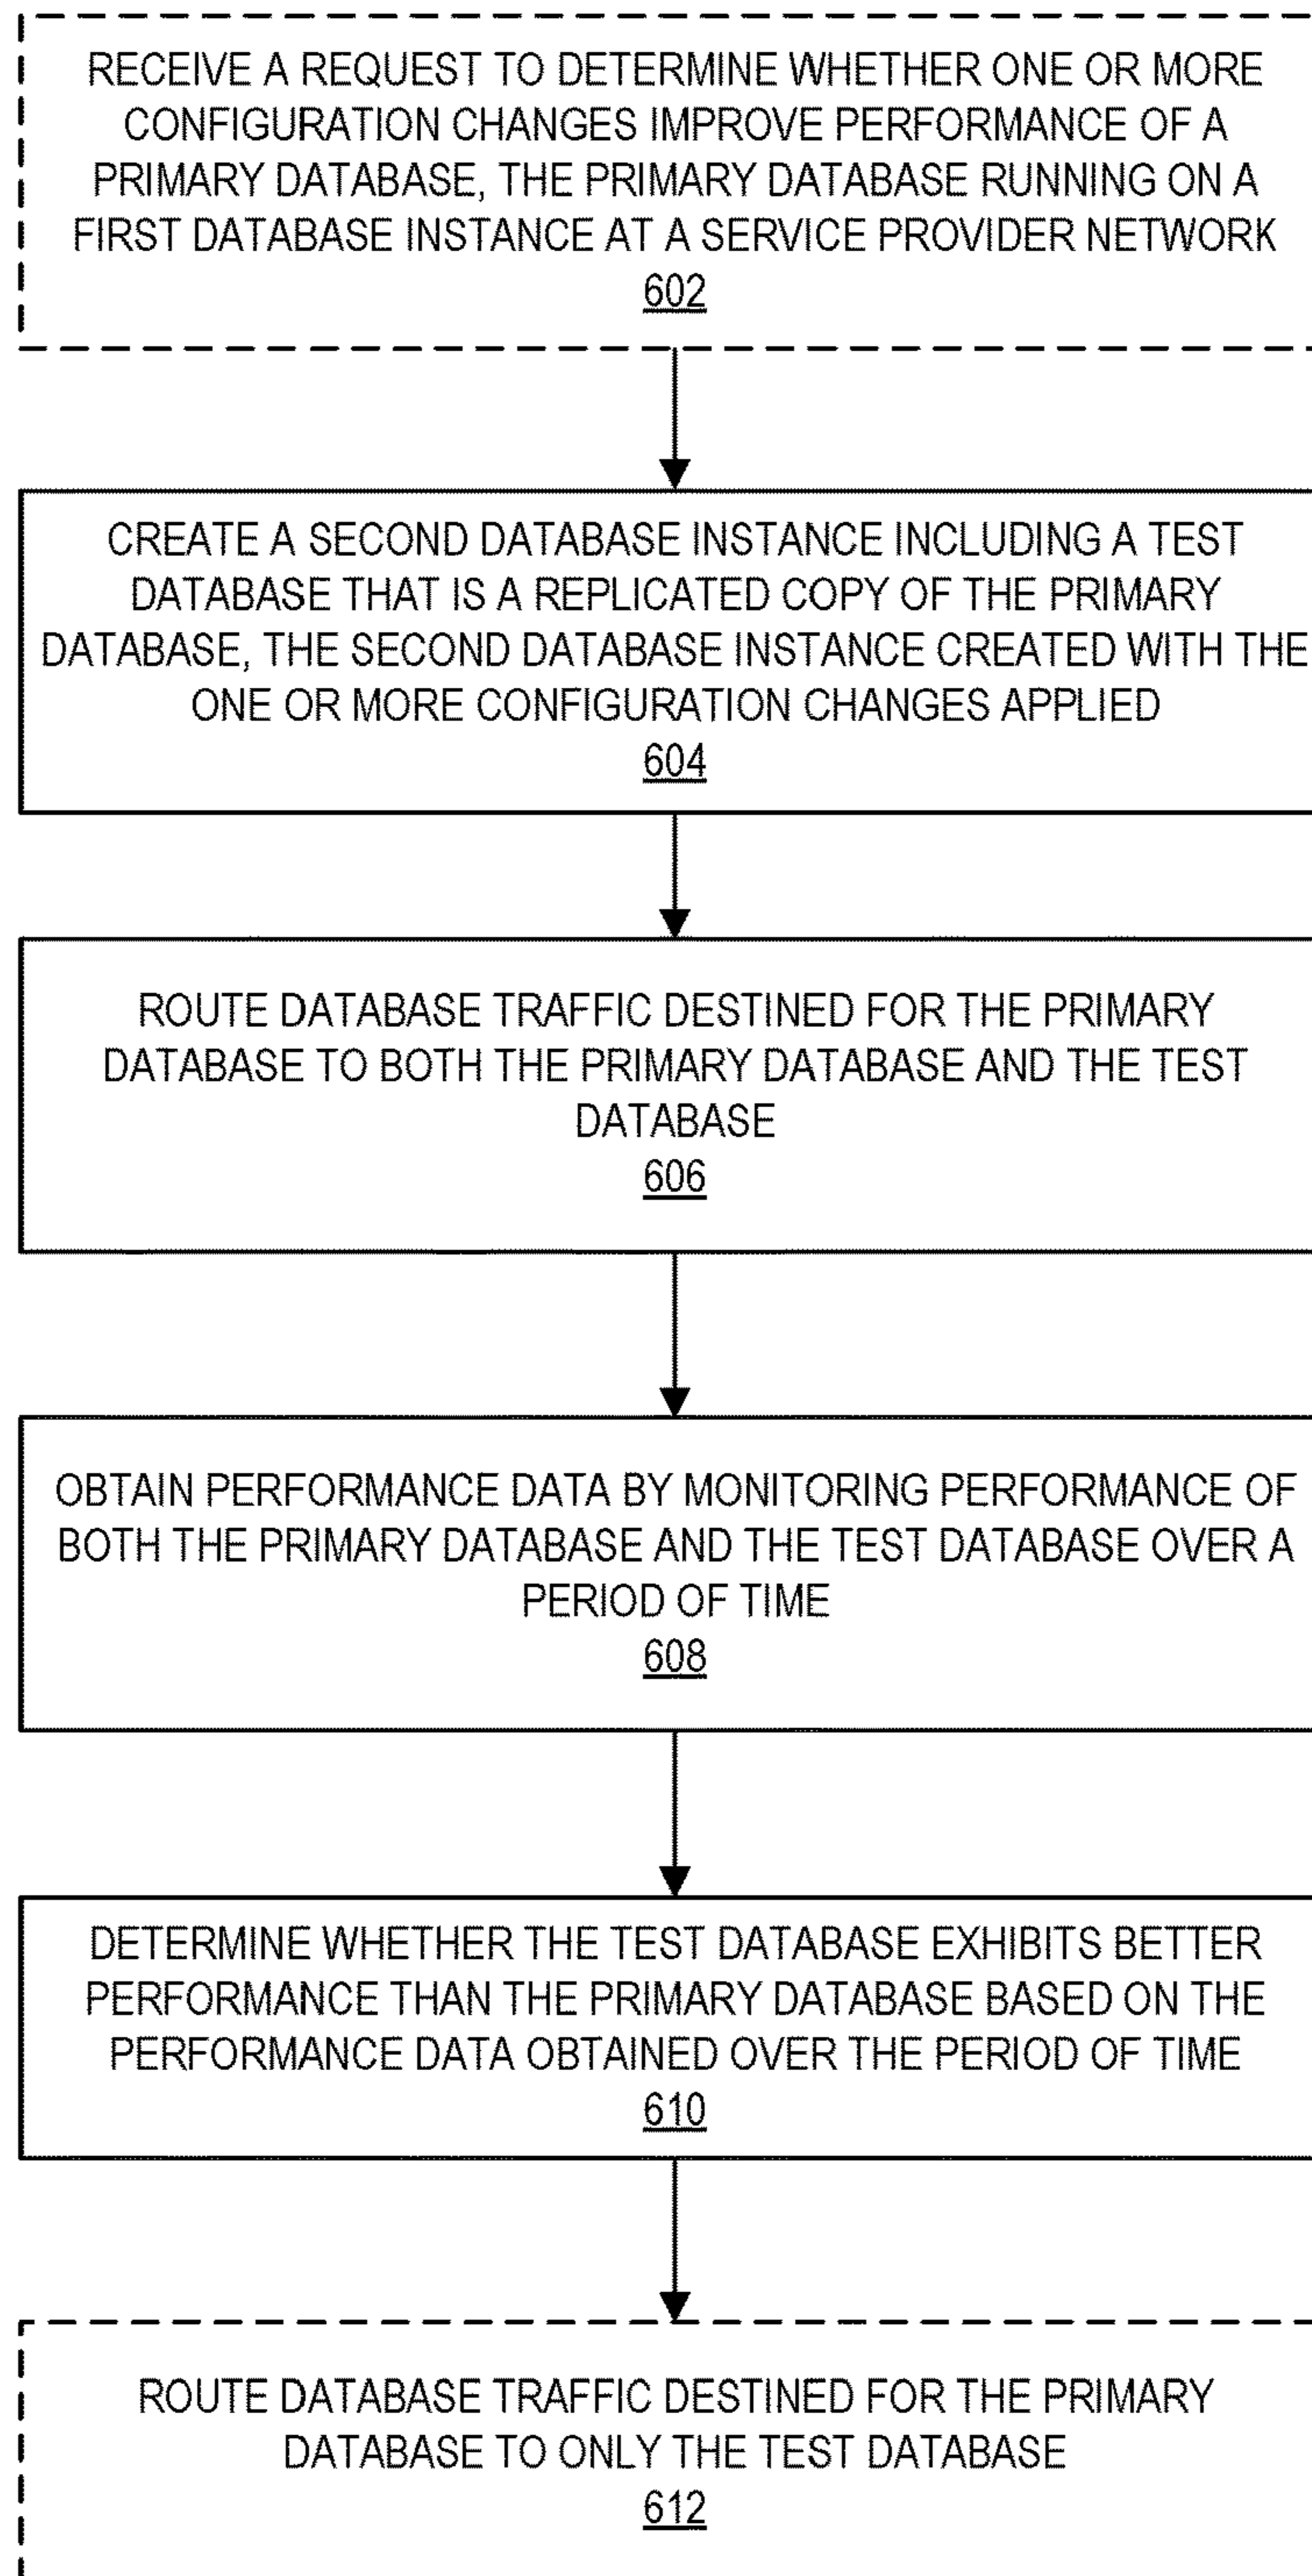 RECEIVE A REQUEST TO DETERMINE WHETHER ONE OR MORE
CONFIGURATION CHANGES IMPROVE PERFORMANCE OF A
PRIMARY DATABASE, THE PRIMARY DATABASE RUNNING ON A
FIRST DATABASE INSTANCE AT A SERVICE PROVIDER NETWORK
602
CREATE A SECOND DATABASE INSTANCE INCLUDING A TEST
DATABASE THAT IS A REPLICATED COPY OF THE PRIMARY
DATABASE, THE SECOND DATABASE INSTANCE CREATED WITH THE
ONE OR MORE CONFIGURATION CHANGES APPLIED
604
ROUTE DATABASE TRAFFIC DESTINED FOR THE PRIMARY
DATABASE TO BOTH THE PRIMARY DATABASE AND THE TEST
DATABASE
606
OBTAIN PERFORMANCE DATA BY MONITORING PERFORMANCE OF
BOTH THE PRIMARY DATABASE AND THE TEST DATABASE OVER A
PERIOD OF TIME
608
DETERMINE WHETHER THE TEST DATABASE EXHIBITS BETTER
PERFORMANCE THAN THE PRIMARY DATABASE BASED ON THE
PERFORMANCE DATA OBTAINED OVER THE PERIOD OF TIME
610
ROUTE DATABASE TRAFFIC DESTINED FOR THE PRIMARY
DATABASE TO ONLY THE TEST DATABASE
612